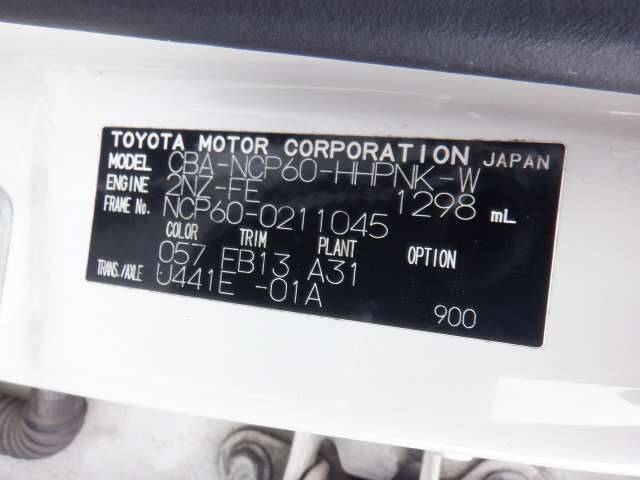 TOYOTA MOTOR CORPORATION JAPAN
MODEL CBA-NCP60-HHPNK-W
ENGINE 2NZ-FE 1298 mL
FRAME No. NCP60-0211045
COLOR TRIM PLANT OPTION
057 EB13 A31
TRANS./AXLE U441E -01A
900